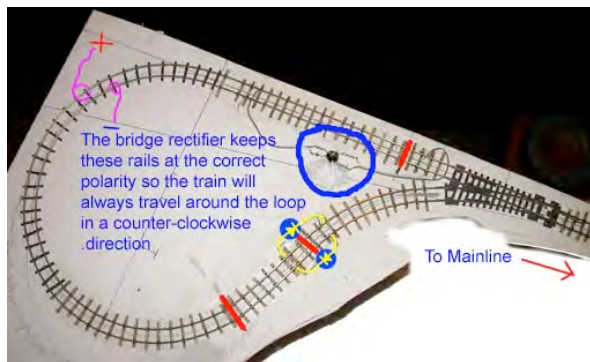 +
The bridge rectifier keeps
these rails at the correct
polarity so the train will
always travel around the loop
in a counter-clockwise
.direction
To Mainline